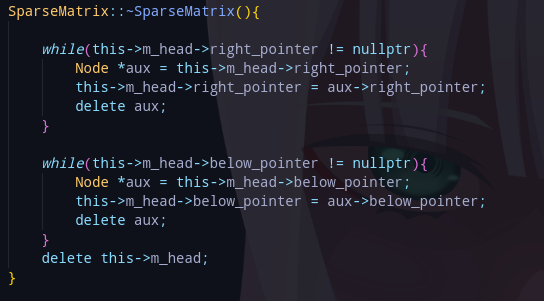 SparseMatrix::~SparseMatrix(){
while(this->m_head->right_pointer != nullptr){
Node *aux = this->m_head->right_pointer;
this->m_head->right_pointer = aux->right_pointer;
delete aux;
}
while(this->m_head->below_pointer != nullptr){
Node *aux = this->m_head->below_pointer;
this->m_head->below_pointer = aux->below_pointer;
delete aux;
}
delete this->m_head;
}